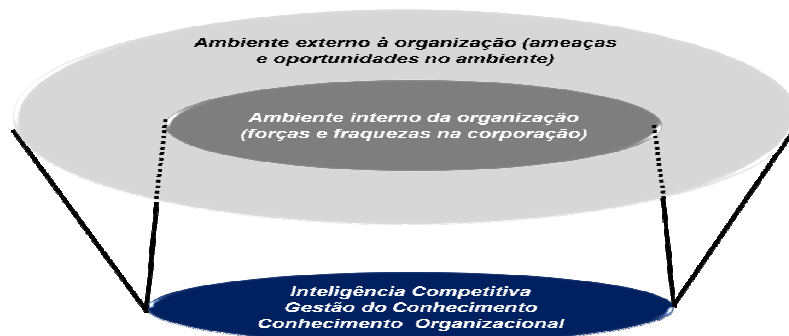 Ambiente externo à organização (ameaças
e oportunidades no ambiente)
Ambiente interno da organização
(forças e fraquezas na corporação)
Inteligência Competitiva
Gestão do Conhecimento
Conhecimento Organizacional